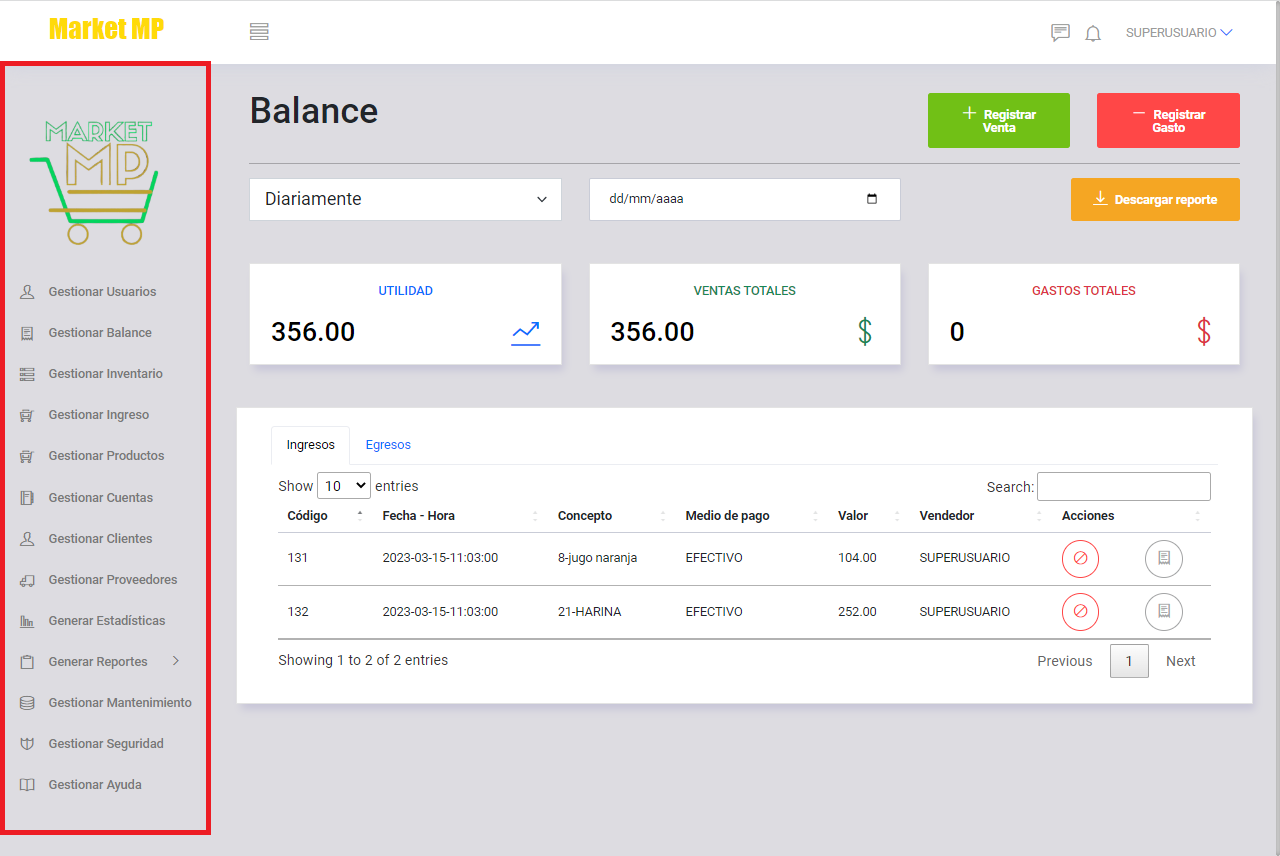 Market MP
SUPERUSUARIO
MARKET
MP
Gestionar Usuarios
Gestionar Balance
Gestionar Inventario
Gestionar Ingreso
Gestionar Productos
Gestionar Cuentas
Gestionar Clientes
Gestionar Proveedores
Generar Estadísticas
Generar Reportes
Gestionar Mantenimiento
Gestionar Seguridad
Gestionar Ayuda
Balance
Registrar
Venta
Registrar
Gasto
Diariamente
dd/mm/aaaa
Descargar reporte
UTILIDAD
356.00
VENTAS TOTALES
356.00
$
GASTOS TOTALES
0
$
Ingresos Egresos
Show 10 entries Search:
Código Fecha - Hora Concepto Medio de pago Valor Vendedor Acciones
131 2023-03-15-11:03:00 8-jugo naranja EFECTIVO 104.00 SUPERUSUARIO
132 2023-03-15-11:03:00 21-HARINA EFECTIVO 252.00 SUPERUSUARIO
Showing 1 to 2 of 2 entries Previous 1 Next